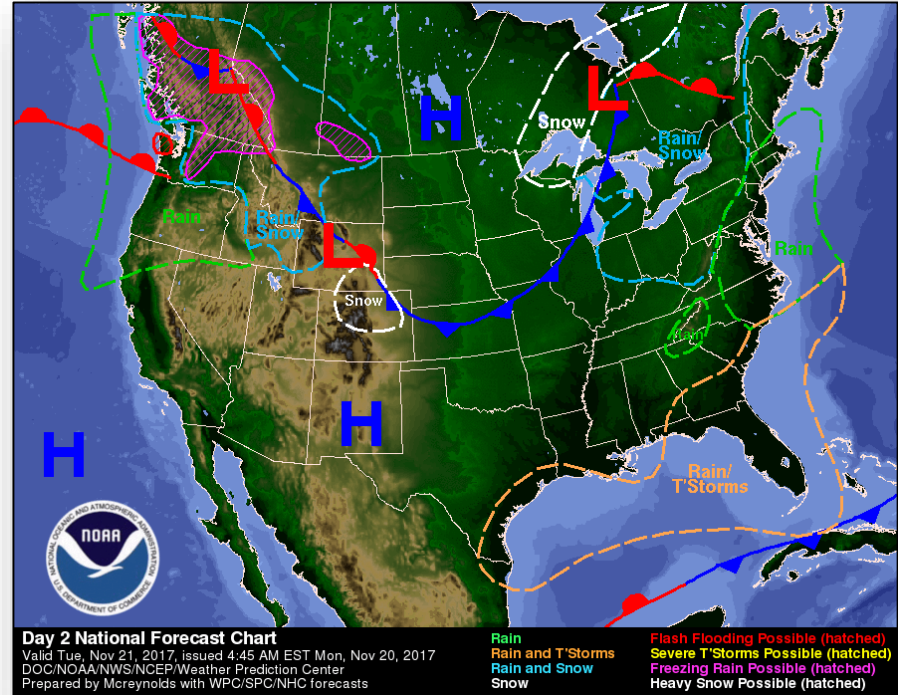 L
H
L
Snow
Rain/
Snow
Rain
Rain/
Snow
L
Rain
Snow
Rain
H
H
Rain/
T'Storms
NATIONAL OCEANIC AND ATMOSPHERIC ADMINISTRATION
NOAA
U.S. DEPARTMENT OF COMMERCE
Day 2 National Forecast Chart
Valid Tue, Nov 21, 2017, issued 4:45 AM EST Mon, Nov 20, 2017
DOC/NOAA/NWS/NCEP/Weather Prediction Center
Prepared by Mcreynolds with WPC/SPC/NHC forecasts
Rain
Rain and T'Storms
Rain and Snow
Snow
Flash Flooding Possible (hatched)
Severe T'Storms Possible (hatched)
Freezing Rain Possible (hatched)
Heavy Snow Possible (hatched)